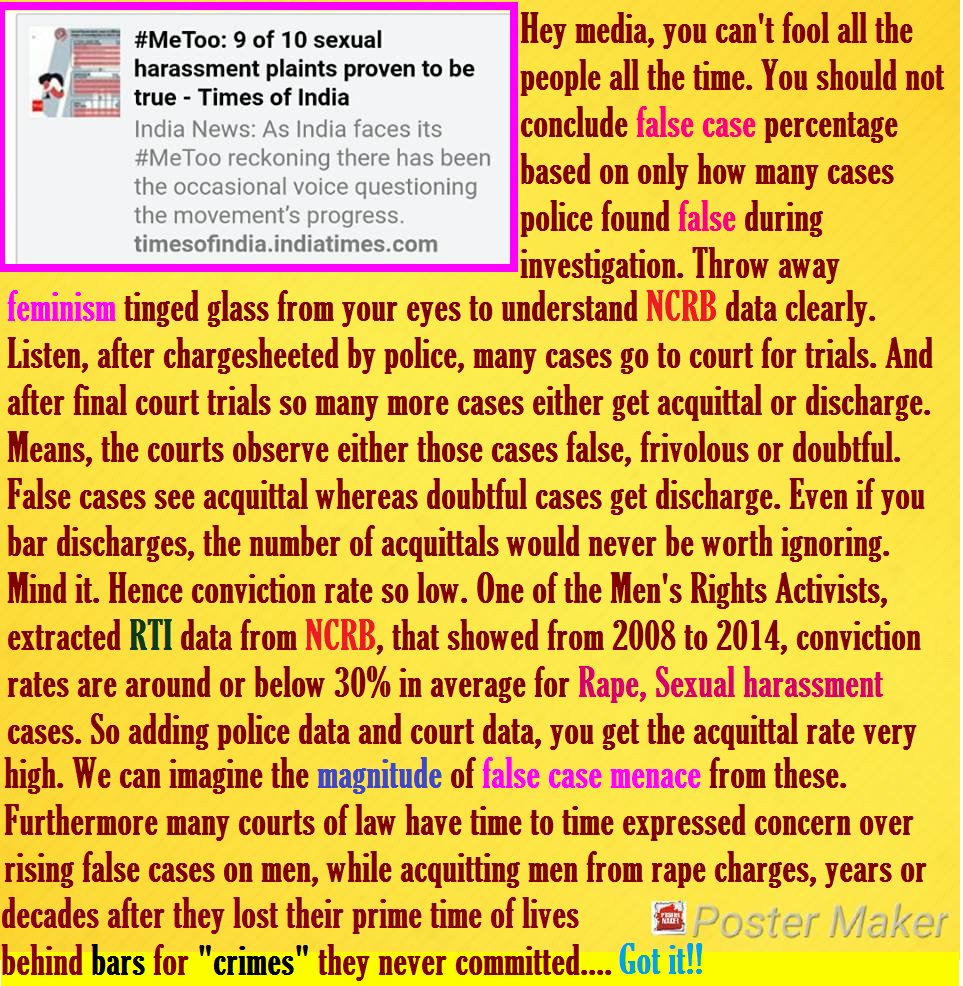 #MeToo: 9 of 10 sexual
harassment plaints proven to be
true - Times of India
India News: As India faces its
#MeToo reckoning there has been
the occasional voice questioning
the movement's progress.
timesofindia.indiatimes.com
Hey media, you can't fool all the
people all the time. You should not
conclude false case percentage
based on only how many cases
police found false during
investigation. Throw away
feminism tinged glass from your eyes to understand NCRB data clearly.
Listen, after chargesheeted by police, many cases go to court for trials. And
after final court trials so many more cases either get acquittal or discharge.
Means, the courts observe either those cases false, frivolous or doubtful.
False cases see acquittal whereas doubtful cases get discharge. Even if you
bar discharges, the number of acquittals would never be worth ignoring.
Mind it. Hence conviction rate so low. One of the Men's Rights Activists,
extracted RTI data from NCRB, that showed from 2008 to 2014, conviction
rates are around or below 30% in average for Rape, Sexual harassment
cases. So adding police data and court data, you get the acquittal rate very
high. We can imagine the magnitude of false case menace from these.
Furthermore many courts of law have time to time expressed concern over
rising false cases on men, while acquitting men from rape charges, years or
decades after they lost their prime time of lives
behind bars for "crimes" they never committed.... Got it!!
Poster Maker